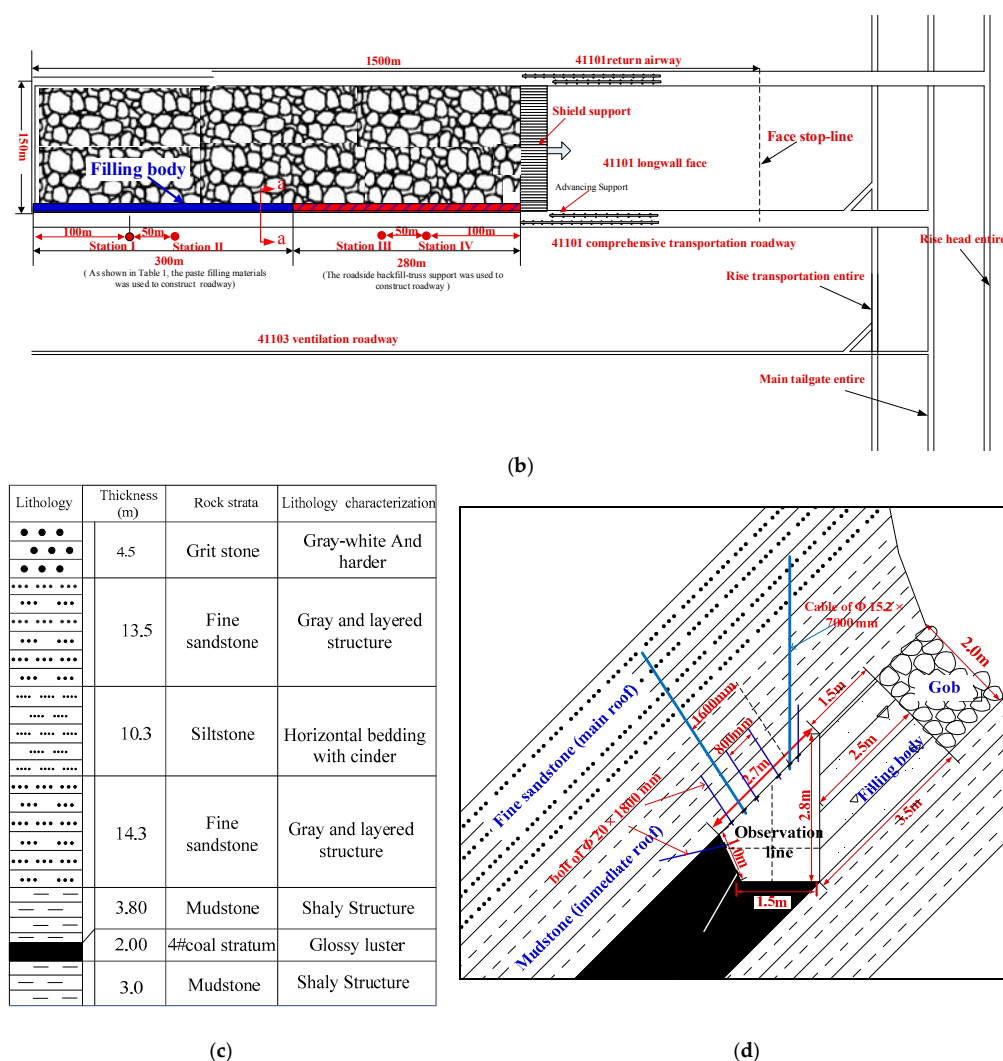 1500m
41101return airway
150m
Shield support
Face stop-line
Filling body
a
41101 longwall face
Advancing Support
a
100m
50m
Station I
Station II
50m
100m
Station III
Station IV
41101 comprehensive transportation roadway
Rise head entire
300m
280m
( As shown in Table 1, the paste filling materials
was used to construct roadway)
(The roadside backfill-truss support was used to
construct roadway )
Rise transportation entire
41103 ventilation roadway
Main tailgate entire
(b)
Lithology Thickness (m) Rock strata Lithology characterization
4.5 Grit stone Gray-white And harder
13.5 Fine sandstone Gray and layered structure
10.3 Siltstone Horizontal bedding with cinder
14.3 Fine sandstone Gray and layered structure
3.80 Mudstone Shaly Structure
2.00 4#coal stratum Glossy luster
3.0 Mudstone Shaly Structure
(c)
Cable of Φ 15.2 ×
7000 mm
2.0m
Gob
1.5m
1600mm
Fine sandstone (main roof)
800mm
2.7m
2.5m
Filling body
bolt of Φ 20 × 1800 mm
2.8m
3.5m
Observation
line
1.0m
Mudstone (immediate roof)
1.5m
(d)